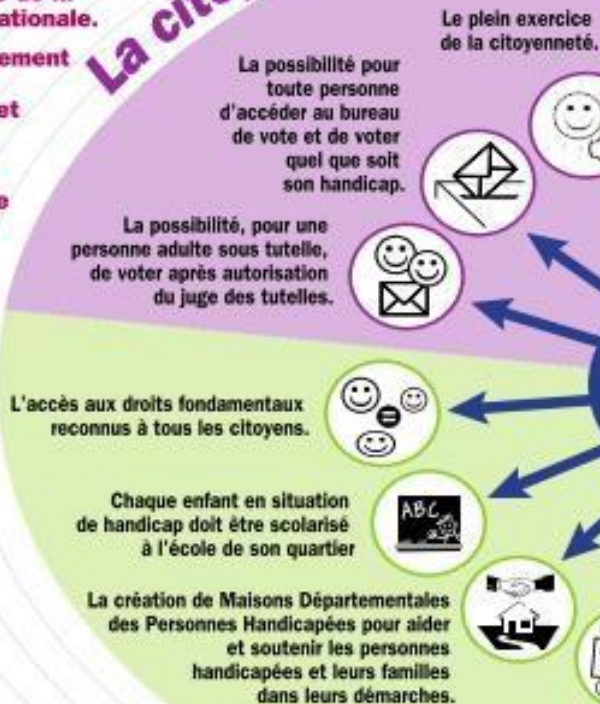 ationale.
ement
et
e
La cito
Le plein exercice
de la citoyenneté.
La possibilité pour
toute personne
d'accéder au bureau
de vote et de voter
quel que soit
son handicap.
La possibilité, pour une
personne adulte sous tutelle,
de voter après autorisation
du juge des tutelles.
L'accès aux droits fondamentaux
reconnus à tous les citoyens.
Chaque enfant en situation
de handicap doit être scolarisé
à l'école de son quartier
ABC
La création de Maisons Départementales
des Personnes Handicapées pour aider
et soutenir les personnes
handicapées et leurs familles
dans leurs démarches.